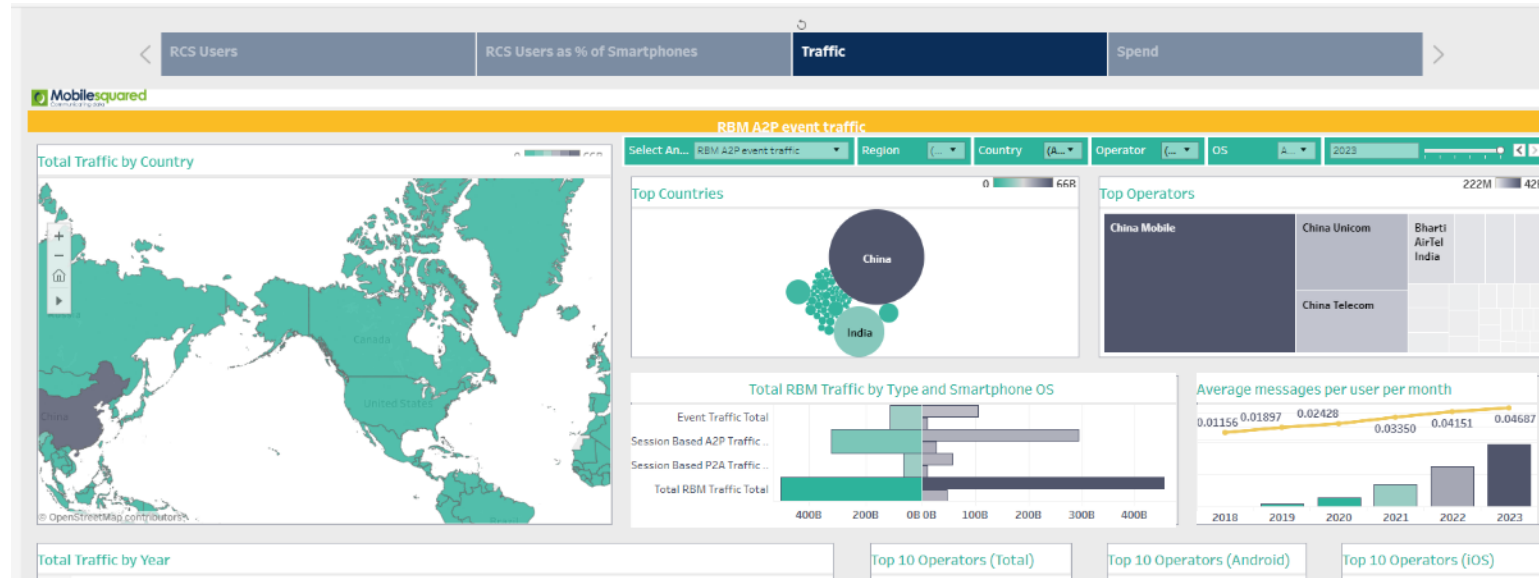 RCS Users
RCS Users as % of Smartphones
Traffic
Spend
Mobilesquared
Communicating data
RBM A2P event traffic
Total Traffic by Country
Select An... RBM A2P event traffic
Region (...
Country (A...
Operator (...
OS A...
2023
Top Countries
0 66B
China
India
Top Operators
222M 42
China Mobile
China Unicom
China Telecom
Bharti
AirTel
India
Canada
United States
China
Brazil
© OpenStreetMap contributors
Total RBM Traffic by Type and Smartphone OS
Event Traffic Total
Session Based A2P Traffic ..
Session Based P2A Traffic ..
Total RBM Traffic Total
400B 200B 0B 0B 100B 200B 300B 400B
Average messages per user per month
0.01156 0.01897 0.02428 0.03350 0.04151 0.04687
2018 2019 2020 2021 2022 2023
Total Traffic by Year
Top 10 Operators (Total)
Top 10 Operators (Android)
Top 10 Operators (iOS)